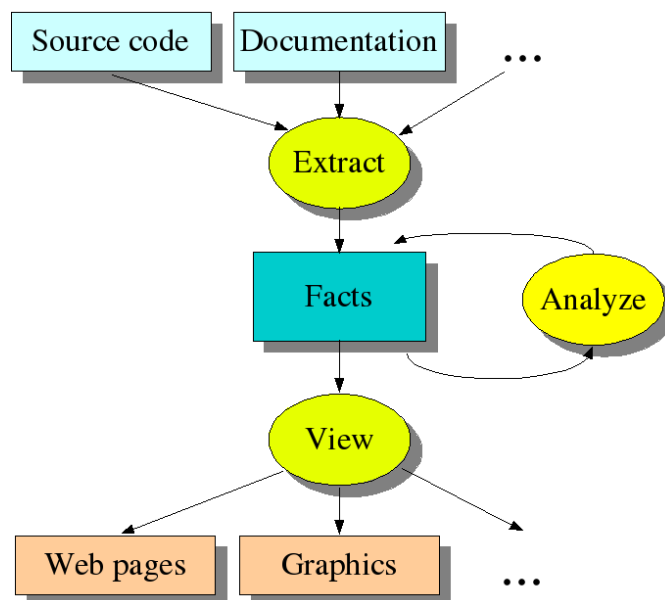 Source code
Documentation
...
Extract
Facts
Analyze
View
Web pages
Graphics
...